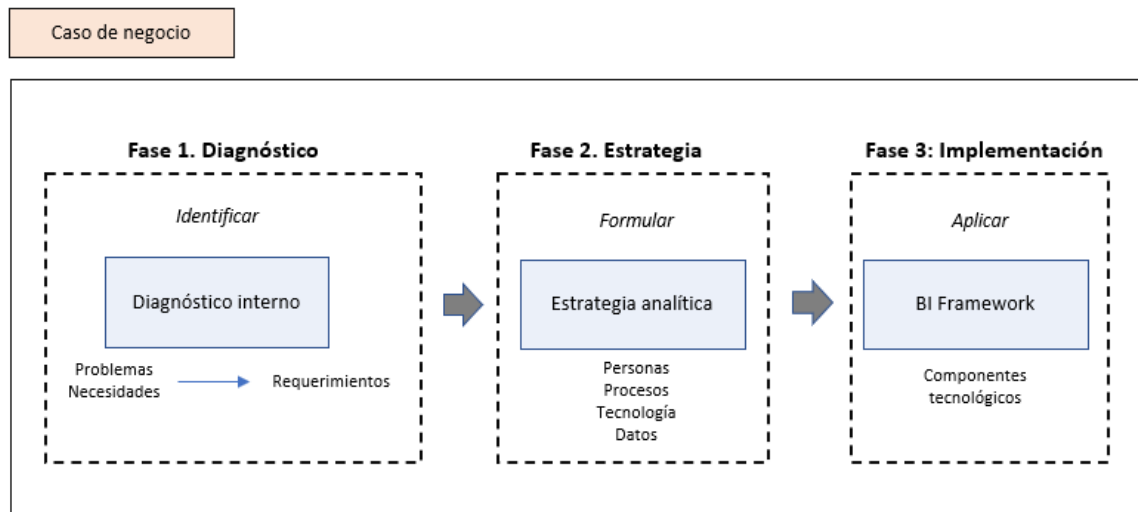 Caso de negocio
Fase 1. Diagnóstico
Identificar
Diagnóstico interno
Problemas
Necesidades
Requerimientos
Fase 2. Estrategia
Formular
Estrategia analítica
Personas
Procesos
Tecnología
Datos
Fase 3: Implementación
Aplicar
BI Framework
Componentes
tecnológicos